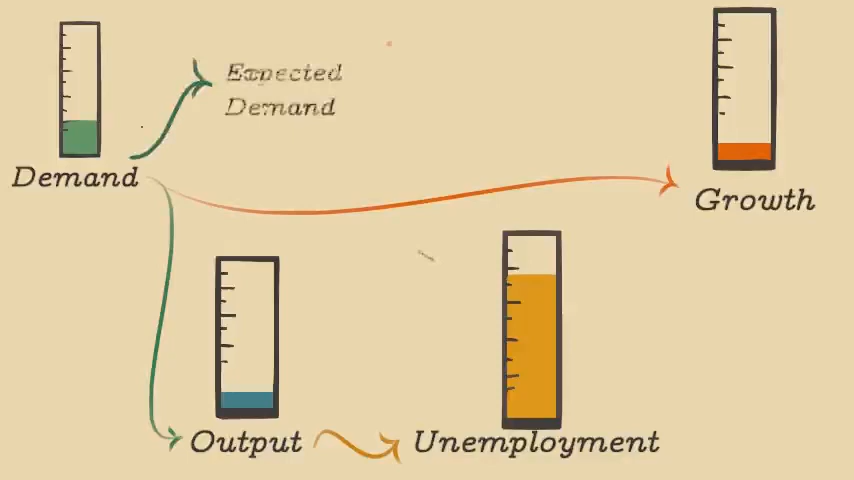 Expected
Demand
Demand
Growth
Output
Unemployment